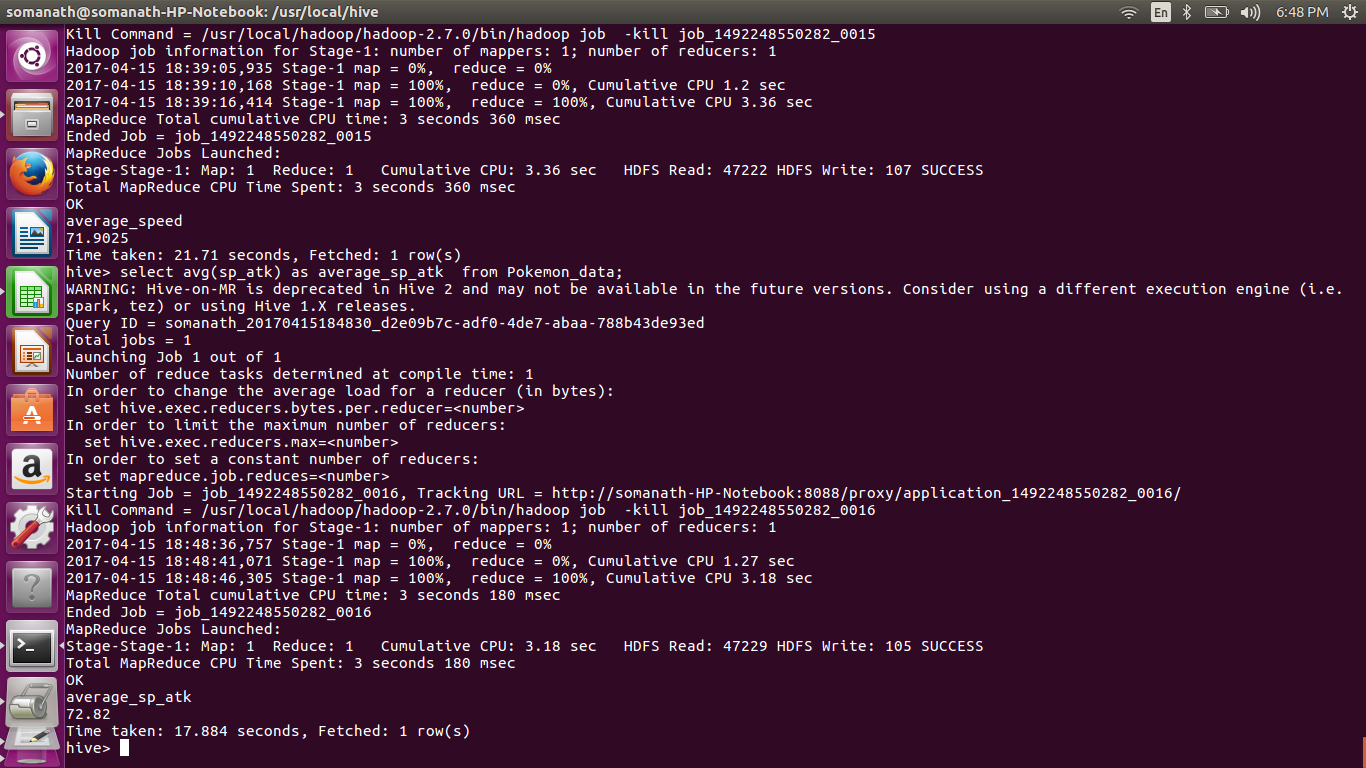 somanath@somanath-HP-Notebook: /usr/local/hive
En
6:48 PM
Kill Command = /usr/local/hadoop/hadoop-2.7.0/bin/hadoop job  -kill job_1492248550282_0015
Hadoop job information for Stage-1: number of mappers: 1; number of reducers: 1
2017-04-15 18:39:05,935 Stage-1 map = 0%,  reduce = 0%
2017-04-15 18:39:10,168 Stage-1 map = 100%,  reduce = 0%, Cumulative CPU 1.2 sec
2017-04-15 18:39:16,414 Stage-1 map = 100%,  reduce = 100%, Cumulative CPU 3.36 sec
MapReduce Total cumulative CPU time: 3 seconds 360 msec
Ended Job = job_1492248550282_0015
MapReduce Jobs Launched:
Stage-Stage-1: Map: 1  Reduce: 1   Cumulative CPU: 3.36 sec   HDFS Read: 47222 HDFS Write: 107 SUCCESS
Total MapReduce CPU Time Spent: 3 seconds 360 msec
OK
average_speed
71.9025
Time taken: 21.71 seconds, Fetched: 1 row(s)
hive> select avg(sp_atk) as average_sp_atk  from Pokemon_data;
WARNING: Hive-on-MR is deprecated in Hive 2 and may not be available in the future versions. Consider using a different execution engine (i.e.
spark, tez) or using Hive 1.X releases.
Query ID = somanath_20170415184830_d2e09b7c-adf0-4de7-abaa-788b43de93ed
Total jobs = 1
Launching Job 1 out of 1
Number of reduce tasks determined at compile time: 1
In order to change the average load for a reducer (in bytes):
  set hive.exec.reducers.bytes.per.reducer=<number>
In order to limit the maximum number of reducers:
  set hive.exec.reducers.max=<number>
In order to set a constant number of reducers:
  set mapreduce.job.reduces=<number>
Starting Job = job_1492248550282_0016, Tracking URL = http://somanath-HP-Notebook:8088/proxy/application_1492248550282_0016/
Kill Command = /usr/local/hadoop/hadoop-2.7.0/bin/hadoop job  -kill job_1492248550282_0016
Hadoop job information for Stage-1: number of mappers: 1; number of reducers: 1
2017-04-15 18:48:36,757 Stage-1 map = 0%,  reduce = 0%
2017-04-15 18:48:41,071 Stage-1 map = 100%,  reduce = 0%, Cumulative CPU 1.27 sec
2017-04-15 18:48:46,305 Stage-1 map = 100%,  reduce = 100%, Cumulative CPU 3.18 sec
MapReduce Total cumulative CPU time: 3 seconds 180 msec
Ended Job = job_1492248550282_0016
MapReduce Jobs Launched:
Stage-Stage-1: Map: 1  Reduce: 1   Cumulative CPU: 3.18 sec   HDFS Read: 47229 HDFS Write: 105 SUCCESS
Total MapReduce CPU Time Spent: 3 seconds 180 msec
OK
average_sp_atk
72.82
Time taken: 17.884 seconds, Fetched: 1 row(s)
hive>